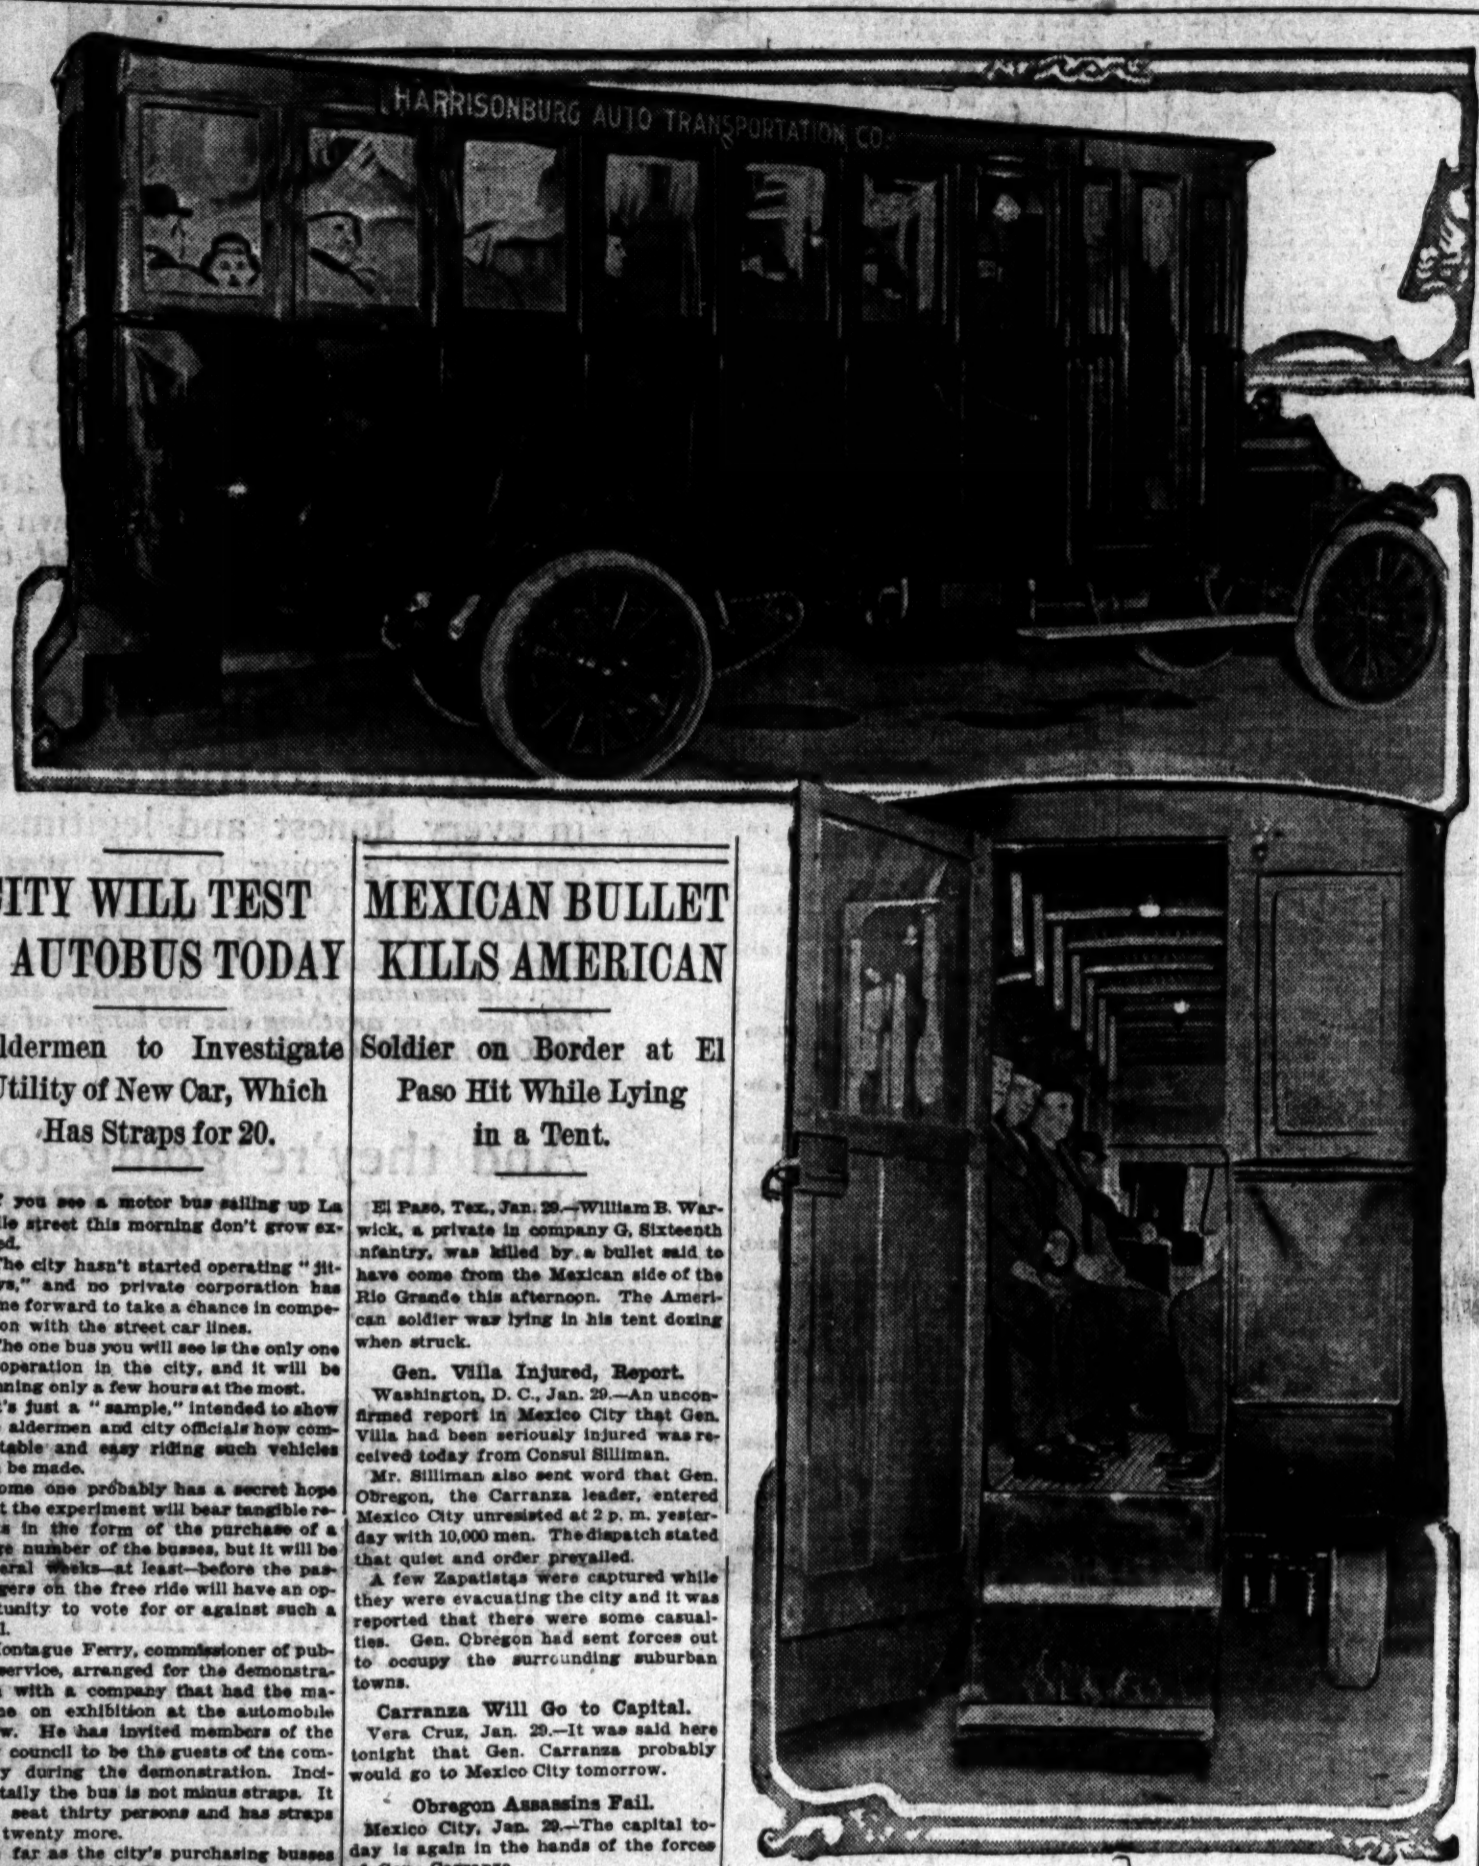 HARRISONBURG AUTO TRANSPORTATION CO.
CITY WILL TEST
AUTOBUS TODAY
ldermen to Investigate
Utility of New Car, Which
Has Straps for 20.
f you see a motor bus sailing up La
lle street this morning don't grow ex-
ed.
The city hasn't started operating "jit-
ys," and no private corporation has
me forward to take a chance in compe-
on with the street car lines.
The one bus you will see is the only one
operation in the city, and it will be
nning only a few hours at the most.
t's just a "sample," intended to show
aldermen and city officials how com-
table and easy riding such vehicles
be made.
ome one probably has a secret hope
t the experiment will bear tangible re-
s in the form of the purchase of a
ge number of the busses, but it will be
eral weeks—at least—before the pas-
gers on the free ride will have an op-
tunity to vote for or against such a
l.
Montague Ferry, commissioner of pub-
service, arranged for the demonstra-
with a company that had the ma-
ne on exhibition at the automobile
w. He has invited members of the
council to be the guests of the com-
y during the demonstration. Inci-
tally the bus is not minus straps. It
seat thirty persons and has straps
twenty more.
far as the city's purchasing busses
MEXICAN BULLET
KILLS AMERICAN
Soldier on Border at El
Paso Hit While Lying
in a Tent.
El Paso, Tex., Jan. 29.—William B. War-
wick, a private in company G, Sixteenth
nfantry, was killed by a bullet said to
have come from the Mexican side of the
Rio Grande this afternoon. The Ameri-
can soldier was lying in his tent dozing
when struck.
Gen. Villa Injured, Report.
Washington, D. C., Jan. 29.—An uncon-
firmed report in Mexico City that Gen.
Villa had been seriously injured was re-
ceived today from Consul Silliman.
Mr. Silliman also sent word that Gen.
Obregon, the Carranza leader, entered
Mexico City unresisted at 2 p. m. yester-
day with 10,000 men. The dispatch stated
that quiet and order prevailed.
A few Zapatistas were captured while
they were evacuating the city and it was
reported that there were some casual-
ties. Gen. Obregon had sent forces out
to occupy the surrounding suburban
towns.
Carranza Will Go to Capital.
Vera Cruz, Jan. 29.—It was said here
tonight that Gen. Carranza probably
would go to Mexico City tomorrow.
Obregon Assassins Fail.
Mexico City, Jan. 29.—The capital to-
day is again in the hands of the forces